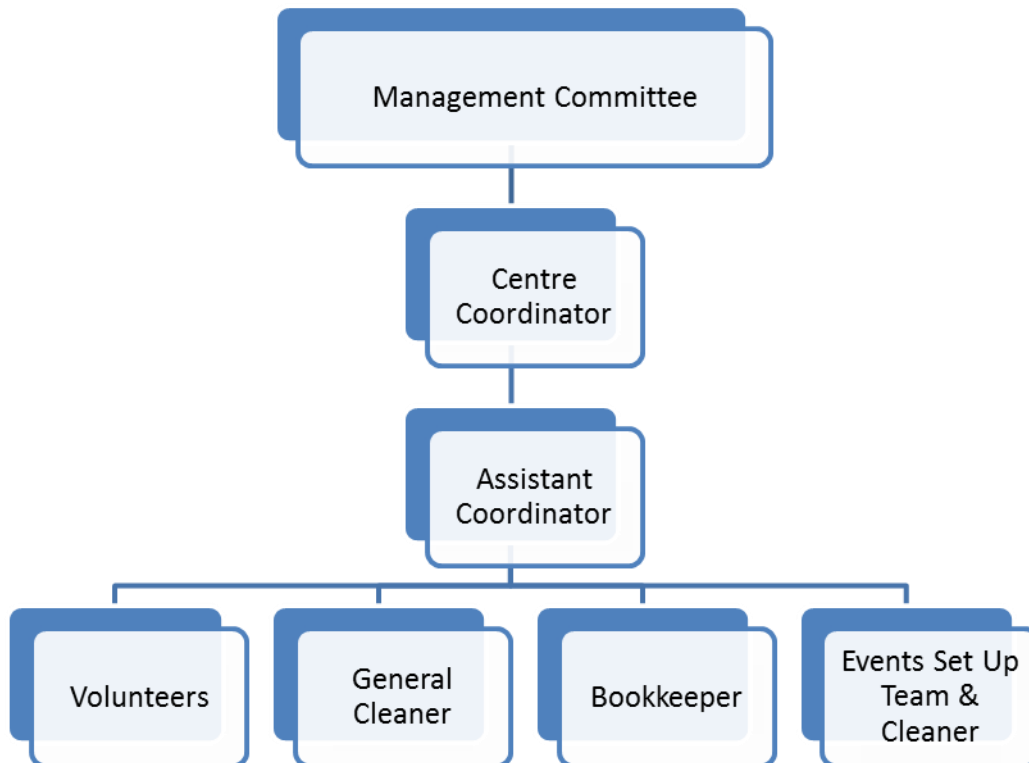 Management Committee
Centre
Coordinator
Assistant
Coordinator
Volunteers
General
Cleaner
Bookkeeper
Events Set Up
Team &
Cleaner